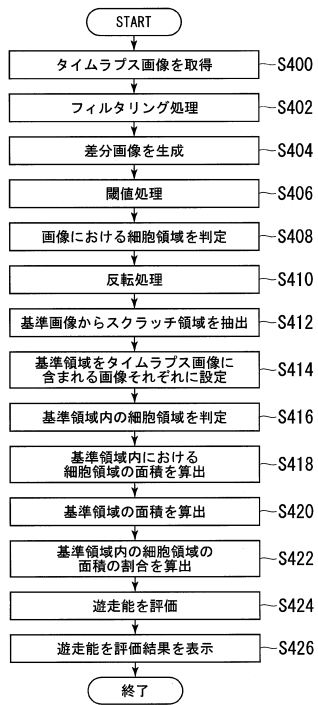 START
タイムラプス画像を取得 S400
フィルタリング処理 S402
差分画像を生成 S404
閾値処理 S406
画像における細胞領域を判定 S408
反転処理 S410
基準画像からスクラッチ領域を抽出 S412
基準領域をタイムラプス画像に
含まれる画像それぞれに設定 S414
基準領域内の細胞領域を判定 S416
基準領域内における
細胞領域の面積を算出 S418
基準領域の面積を算出 S420
基準領域内の細胞領域の
面積の割合を算出 S422
遊走能を評価 S424
遊走能を評価結果を表示 S426
終了